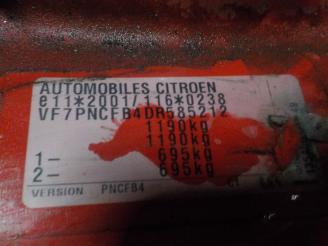 AUTOMOBILES CITROEN
e11*2001/116*0238
VF7PNCFB4DR585212
1190kg
1190kg
1- 695kg
2- 695kg
VERSION PNCFB4